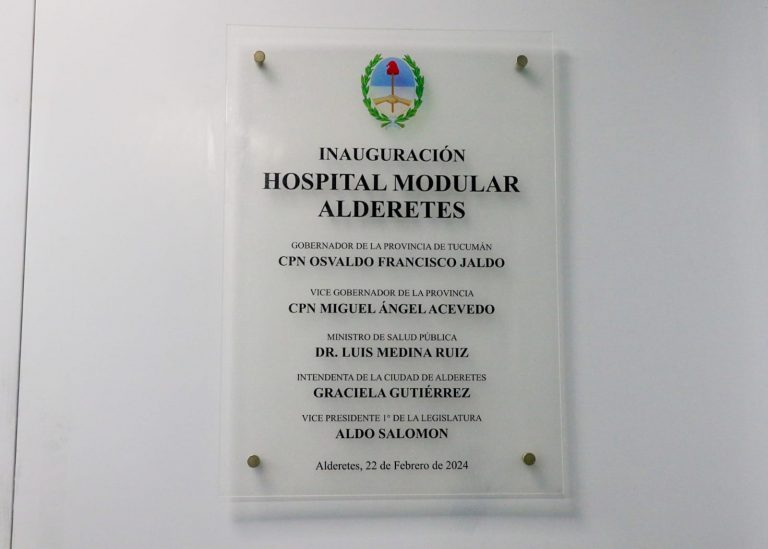 INAUGURACIÓN
HOSPITAL MODULAR
ALDERETES
GOBERNADOR DE LA PROVINCIA DE TUCUMÁN
CPN OSVALDO FRANCISCO JALDO
VICE GOBERNADOR DE LA PROVINCIA
CPN MIGUEL ÁNGEL ACEVEDO
MINISTRO DE SALUD PÚBLICA
DR. LUIS MEDINA RUIZ
INTENDENTA DE LA CIUDAD DE ALDERETES
GRACIELA GUTIÉRREZ
VICE PRESIDENTE 1° DE LA LEGISLATURA
ALDO SALOMON
Alderetes, 22 de Febrero de 2024